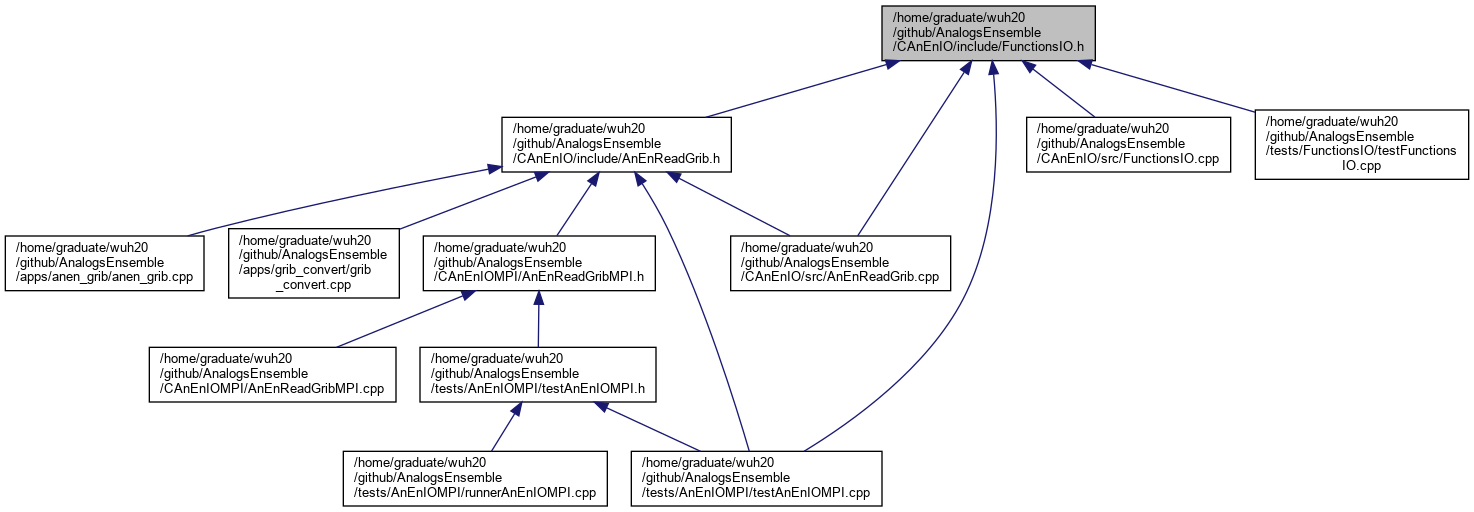 /home/graduate/wuh20
/github/AnalogsEnsemble
/CAnEnIO/include/FunctionsIO.h
/home/graduate/wuh20
/github/AnalogsEnsemble
/CAnEnIO/include/AnEnReadGrib.h
/home/graduate/wuh20
/github/AnalogsEnsemble
/CAnEnIO/src/FunctionsIO.cpp
/home/graduate/wuh20
/github/AnalogsEnsemble
/tests/FunctionsIO/testFunctions
IO.cpp
/home/graduate/wuh20
/github/AnalogsEnsemble
/apps/anen_grib/anen_grib.cpp
/home/graduate/wuh20
/github/AnalogsEnsemble
/apps/grib_convert/grib
_convert.cpp
/home/graduate/wuh20
/github/AnalogsEnsemble
/CAnEnIOMPI/AnEnReadGribMPI.h
/home/graduate/wuh20
/github/AnalogsEnsemble
/CAnEnIO/src/AnEnReadGrib.cpp
/home/graduate/wuh20
/github/AnalogsEnsemble
/CAnEnIOMPI/AnEnReadGribMPI.cpp
/home/graduate/wuh20
/github/AnalogsEnsemble
/tests/AnEnIOMPI/testAnEnIOMPI.h
/home/graduate/wuh20
/github/AnalogsEnsemble
/tests/AnEnIOMPI/runnerAnEnIOMPI.cpp
/home/graduate/wuh20
/github/AnalogsEnsemble
/tests/AnEnIOMPI/testAnEnIOMPI.cpp